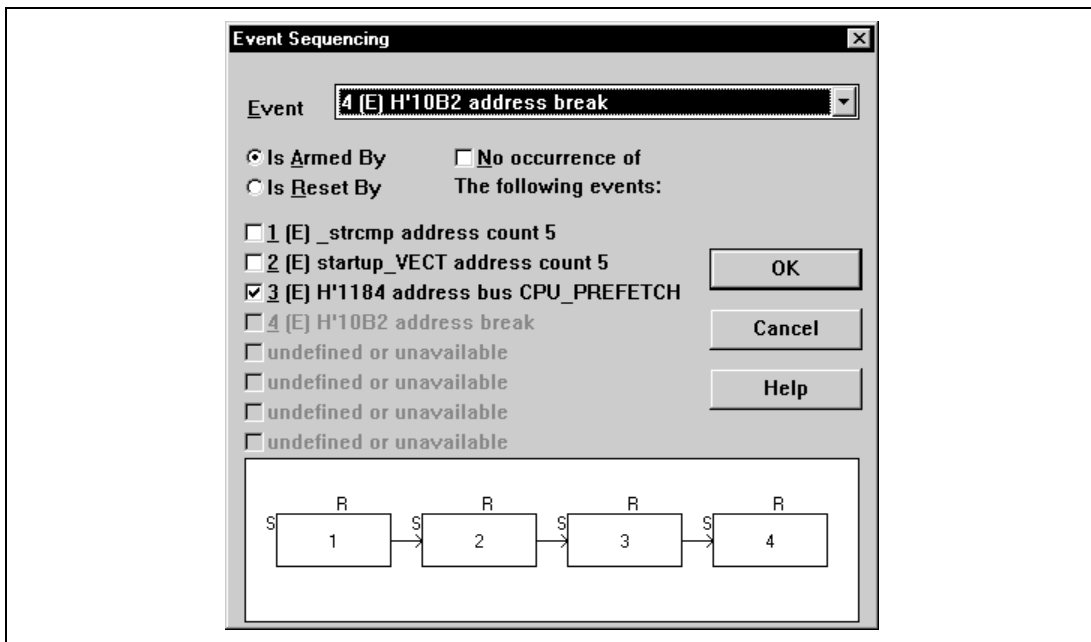 Event Sequencing
Event 4 (E) H'10B2 address break
Is Armed By No occurrence of
Is Reset By The following events:
1 (E) _strcmp address count 5
2 (E) startup_VECT address count 5
3 (E) H'1184 address bus CPU_PREFETCH
4 (E) H'10B2 address break
undefined or unavailable
undefined or unavailable
undefined or unavailable
undefined or unavailable
OK
Cancel
Help
R R R R
S S S S
1 2 3 4